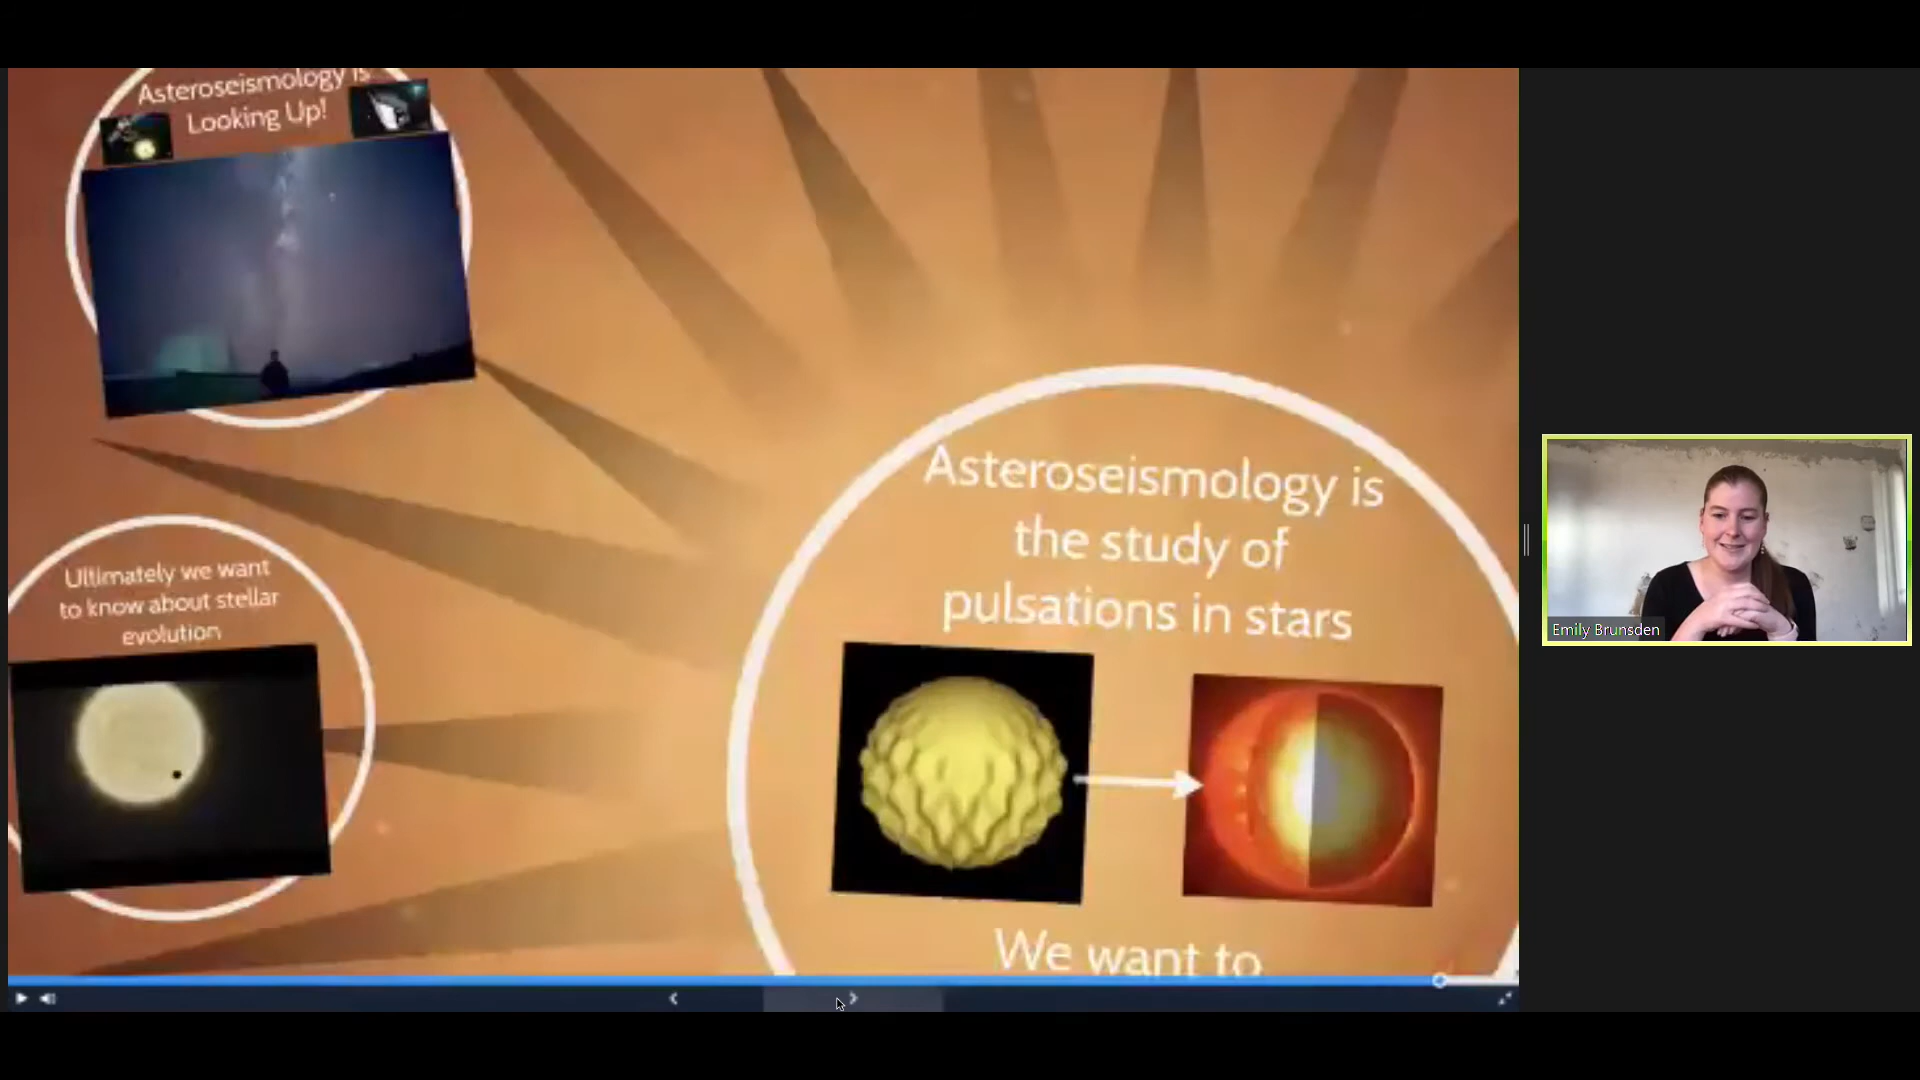 Asteroseismology is
Looking Up!
Ultimately we want
to know about stellar
evolution
Asteroseismology is
the study of
pulsations in stars
We want to
Emily Brunsden